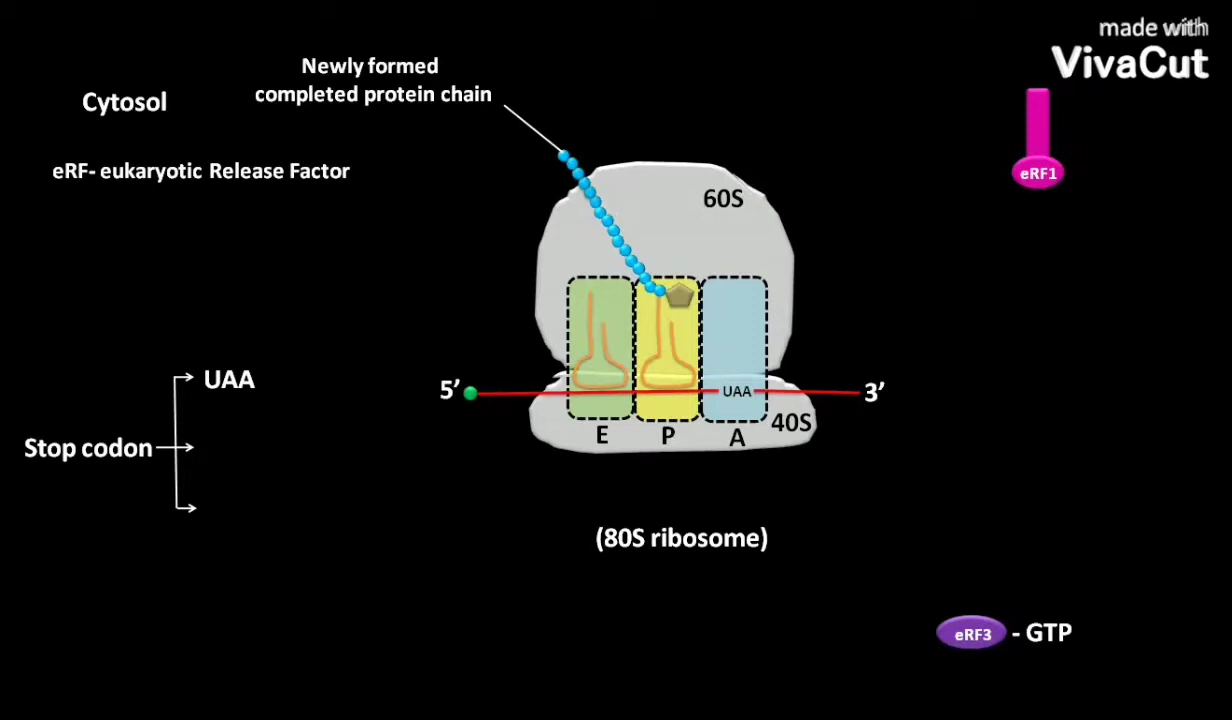 made with
VivaCut
Newly formed
completed protein chain
Cytosol
eRF- eukaryotic Release Factor
eRF1
60S
UAA
5’
UAA
3’
Stop codon
40S
E
P
A
(80S ribosome)
eRF3 - GTP